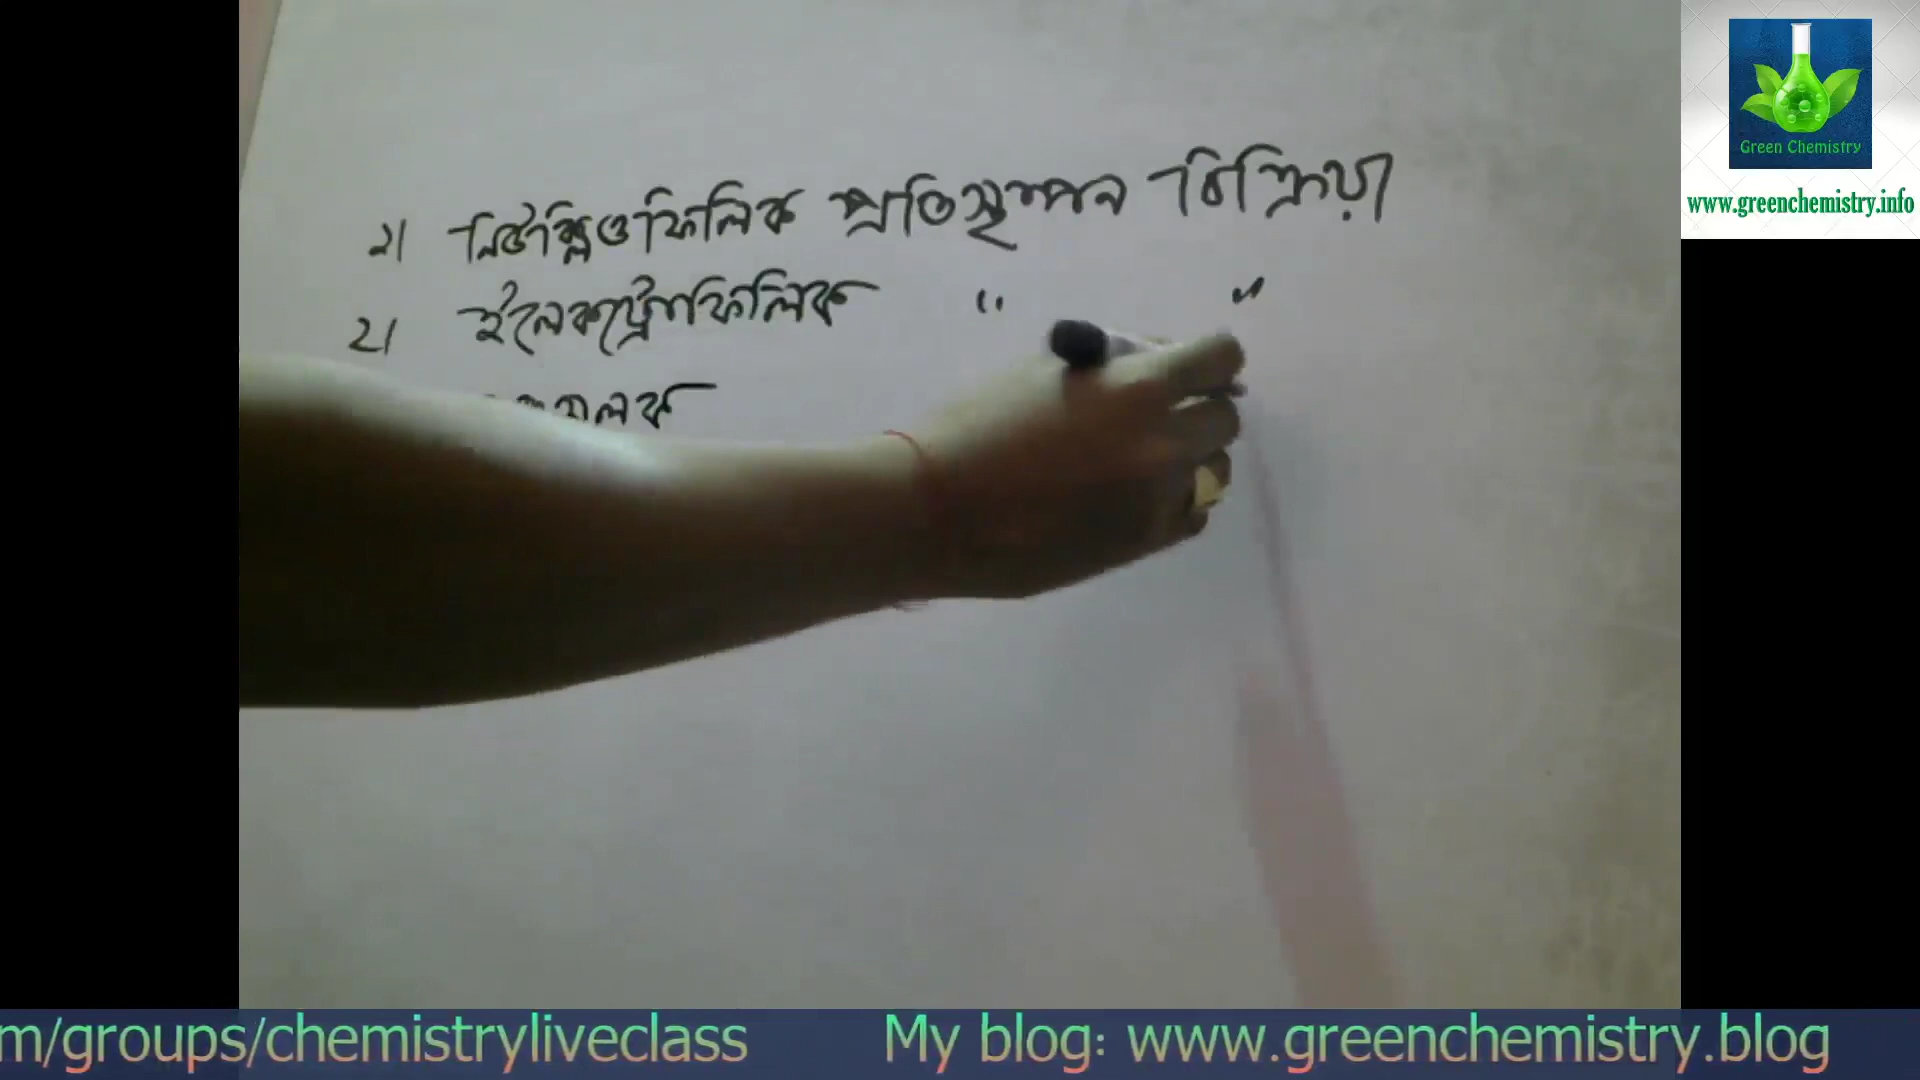 ১। নিউক্লিওফিলিক প্রতিস্থাপন বিক্রিয়া
২। ইলেকট্রোফিলিক " "
Green Chemistry
www.greenchemistry.info
m/groups/chemistryliveclass My blog: www.greenchemistry.blog